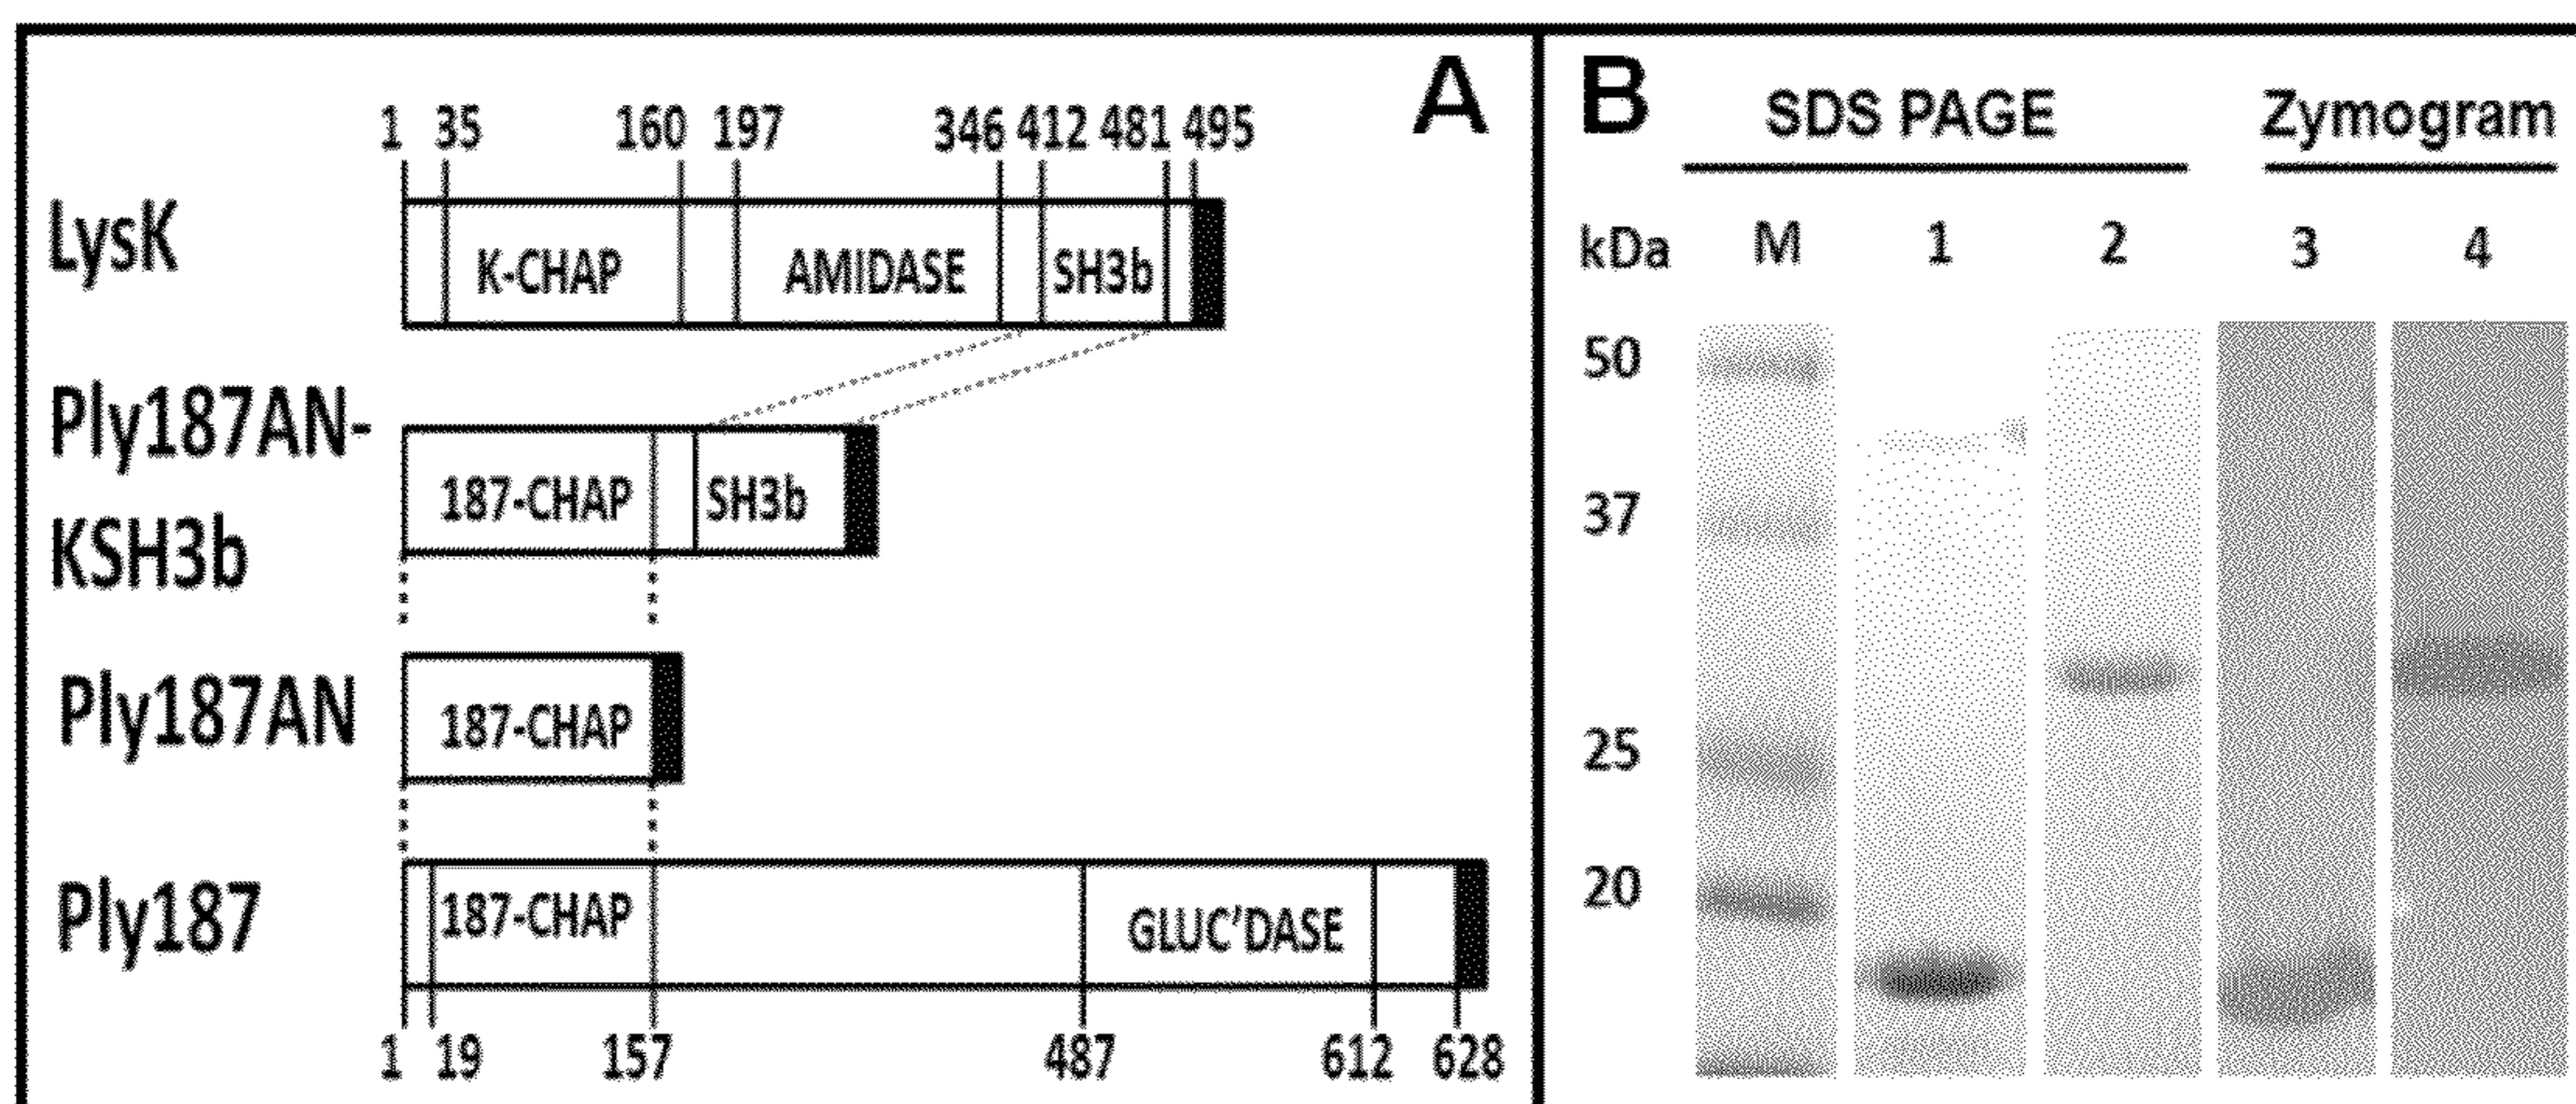 A
1 35 160 197 346 412 481 495
LysK
K-CHAP AMIDASE SH3b
Ply187AN-
KSH3b
187-CHAP SH3b
Ply187AN
187-CHAP
Ply187
187-CHAP GLUC'DASE
1 19 157 487 612 628
B
SDS PAGE Zymogram
kDa M 1 2 3 4
50
37
25
20